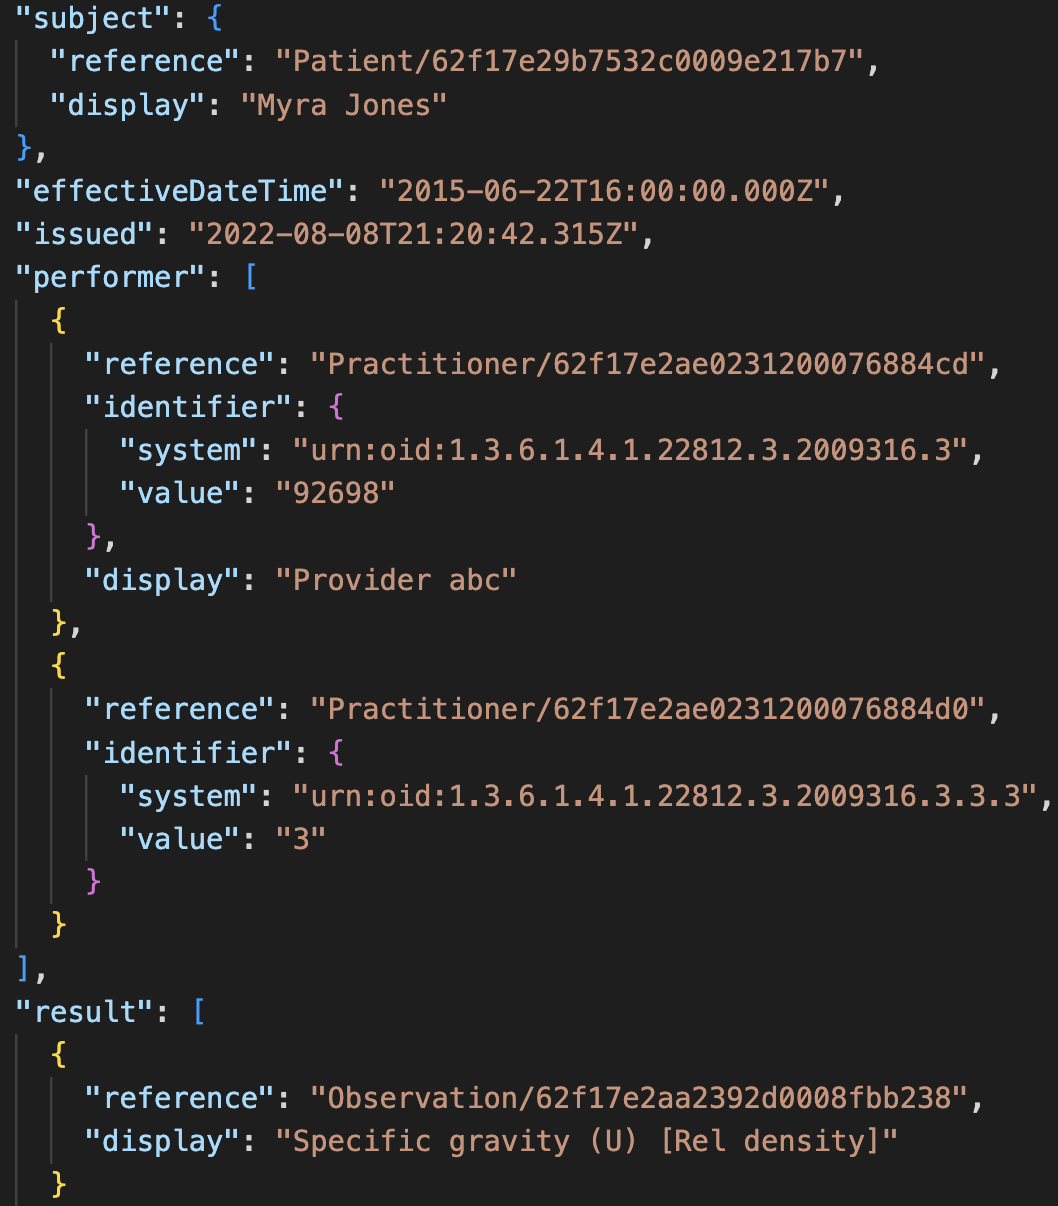 "subject": {
"reference": "Patient/62f17e29b7532c0009e217b7",
"display": "Myra Jones"
},
"effectiveDateTime": "2015-06-22T16:00:00.000Z",
"issued": "2022-08-08T21:20:42.315Z",
"performer": [
{
"reference": "Practitioner/62f17e2ae0231200076884cd",
"identifier": {
"system": "urn:oid:1.3.6.1.4.1.22812.3.2009316.3",
"value": "92698"
},
"display": "Provider abc"
},
{
"reference": "Practitioner/62f17e2ae0231200076884d0",
"identifier": {
"system": "urn:oid:1.3.6.1.4.1.22812.3.2009316.3.3.3",
"value": "3"
}
}
],
"result": [
{
"reference": "Observation/62f17e2aa2392d0008fbb238",
"display": "Specific gravity (U) [Rel density]"
}